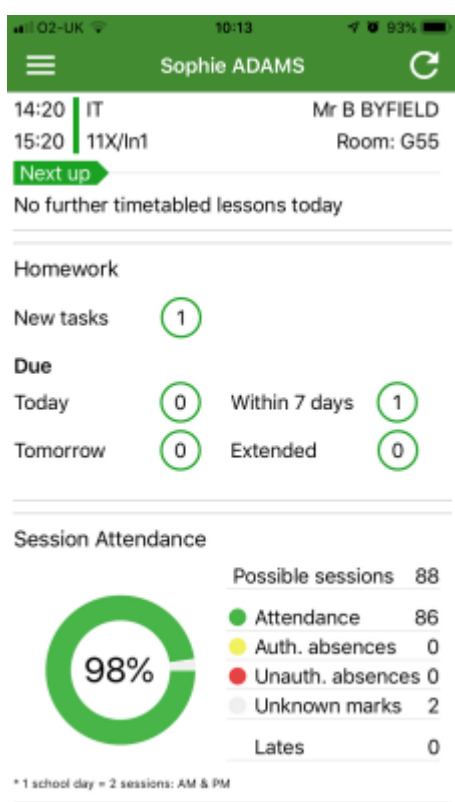 O2-UK 10:13 93%
Sophie ADAMS
14:20 IT Mr B BYFIELD
15:20 11X/In1 Room: G55
Next up
No further timetabled lessons today
Homework
New tasks 1
Due
Today 0 Within 7 days 1
Tomorrow 0 Extended 0
Session Attendance
Possible sessions 88
Attendance 86
Auth. absences 0
98%
Unauth. absences 0
Unknown marks 2
Lates 0
* 1 school day = 2 sessions: AM & PM